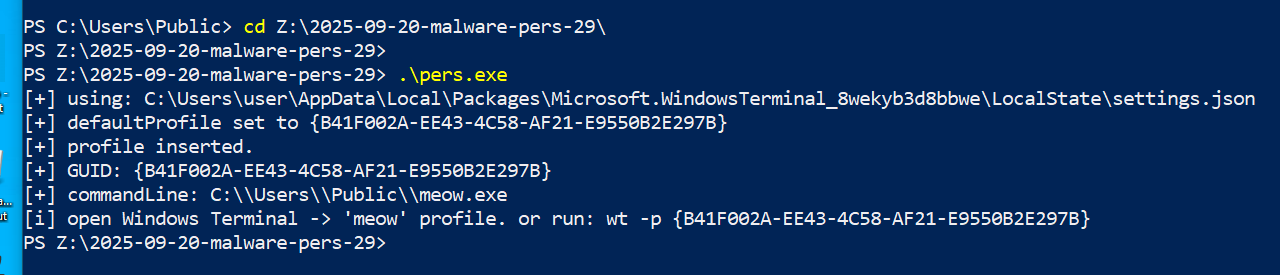 PS C:\Users\Public> cd Z:\2025-09-20-malware-pers-29\
PS Z:\2025-09-20-malware-pers-29>
PS Z:\2025-09-20-malware-pers-29> .\pers.exe
[+] using: C:\Users\user\AppData\Local\Packages\Microsoft.WindowsTerminal_8wekyb3d8bbwe\LocalState\settings.json
[+] defaultProfile set to {B41F002A-EE43-4C58-AF21-E9550B2E297B}
[+] profile inserted.
[+] GUID: {B41F002A-EE43-4C58-AF21-E9550B2E297B}
[+] commandLine: C:\\Users\\Public\\meow.exe
[i] open Windows Terminal -> 'meow' profile. or run: wt -p {B41F002A-EE43-4C58-AF21-E9550B2E297B}
PS Z:\2025-09-20-malware-pers-29>